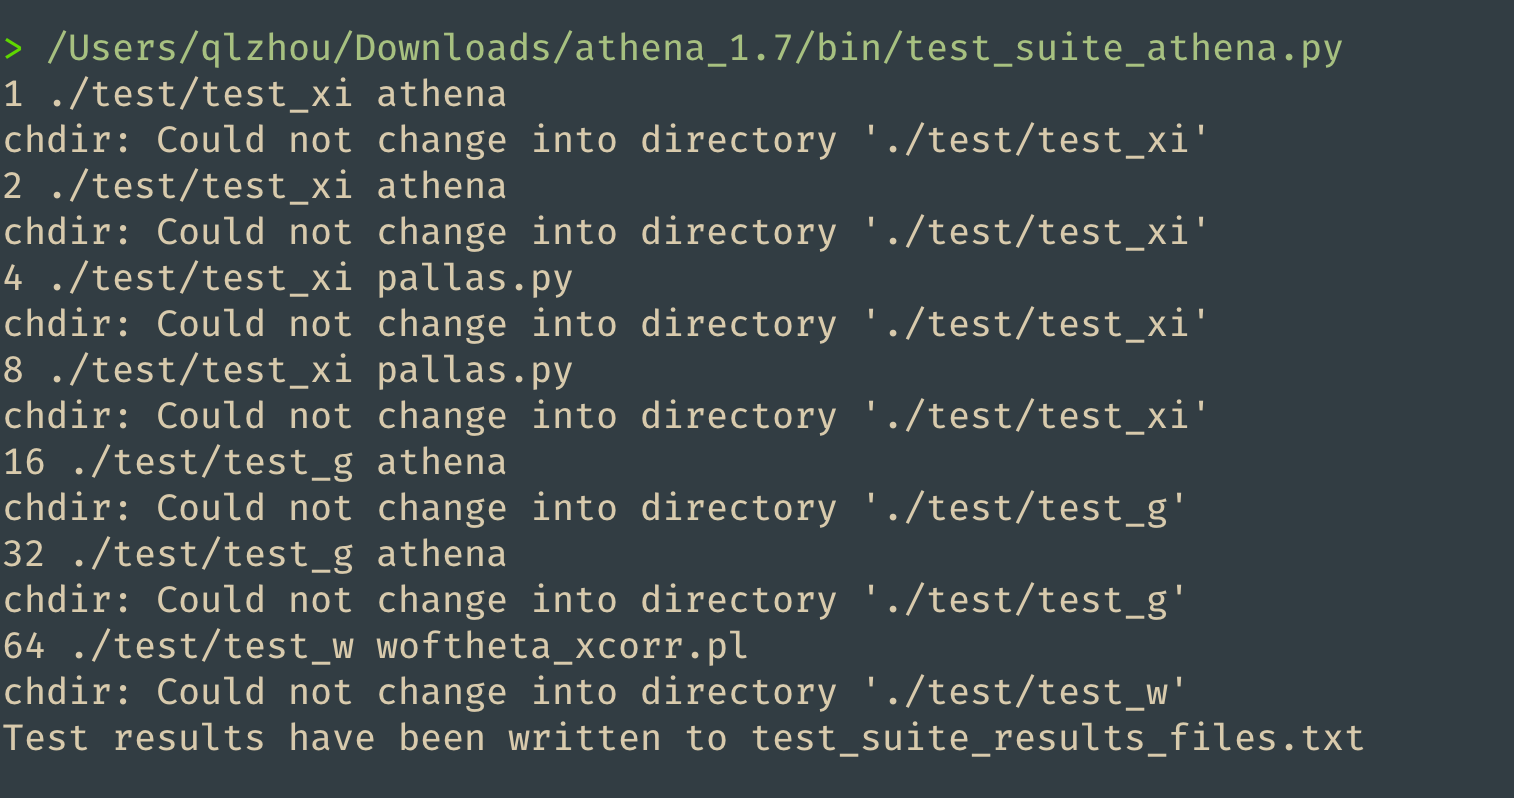 > /Users/qlzhou/Downloads/athena_1.7/bin/test_suite_athena.py
1 ./test/test_xi athena
chdir: Could not change into directory './test/test_xi'
2 ./test/test_xi athena
chdir: Could not change into directory './test/test_xi'
4 ./test/test_xi pallas.py
chdir: Could not change into directory './test/test_xi'
8 ./test/test_xi pallas.py
chdir: Could not change into directory './test/test_xi'
16 ./test/test_g athena
chdir: Could not change into directory './test/test_g'
32 ./test/test_g athena
chdir: Could not change into directory './test/test_g'
64 ./test/test_w woftheta_xcorr.pl
chdir: Could not change into directory './test/test_w'
Test results have been written to test_suite_results_files.txt